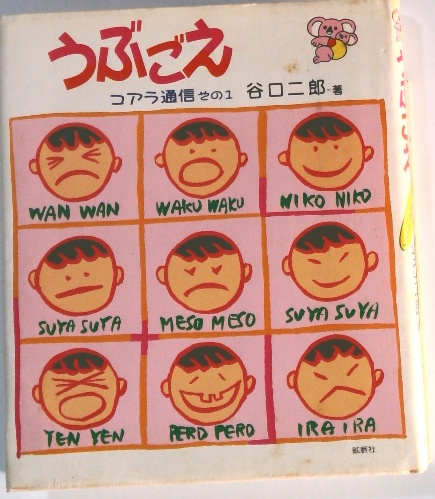 うぶごえ
コアラ通信 その1 谷口二郎・著
WAN WAN WAKU WAKU NIKO NIKO
SUYA SUYA MESO MESO SUYA SUYA
YEN YEN PERO PERO IRA IRA